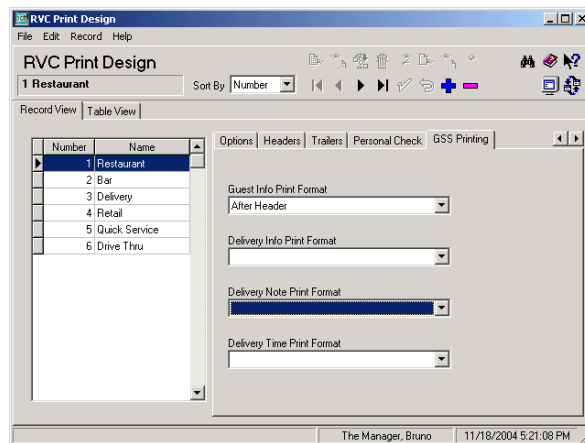 RVC Print Design
File Edit Record Help
RVC Print Design
1 Restaurant
Sort By Number
Record View Table View
Number Name
1 Restaurant
2 Bar
3 Delivery
4 Retail
5 Quick Service
6 Drive Thru
Options Headers Trailers Personal Check GSS Printing
Guest Info Print Format
After Header
Delivery Info Print Format
Delivery Note Print Format
Delivery Time Print Format
The Manager, Bruno 11/18/2004 5:21:08 PM